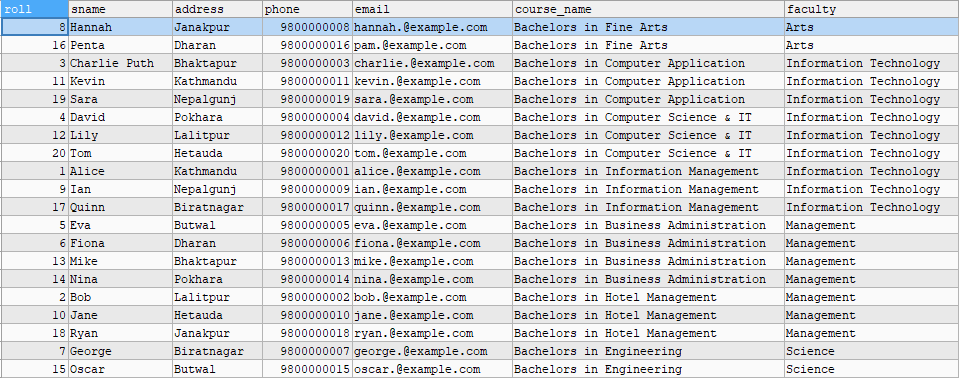 roll sname address phone email course_name faculty
8 Hannah Janakpur 9800000008 hannah.@example.com Bachelors in Fine Arts Arts
16 Penta Dharan 9800000016 pam.@example.com Bachelors in Fine Arts Arts
3 Charlie Puth Bhaktapur 9800000003 charlie.@example.com Bachelors in Computer Application Information Technology
11 Kevin Kathmandu 9800000011 kevin.@example.com Bachelors in Computer Application Information Technology
19 Sara Nepalgunj 9800000019 sara.@example.com Bachelors in Computer Application Information Technology
4 David Pokhara 9800000004 david.@example.com Bachelors in Computer Science & IT Information Technology
12 Lily Lalitpur 9800000012 lily.@example.com Bachelors in Computer Science & IT Information Technology
20 Tom Hetauda 9800000020 tom.@example.com Bachelors in Computer Science & IT Information Technology
1 Alice Kathmandu 9800000001 alice.@example.com Bachelors in Information Management Information Technology
9 Ian Nepalgunj 9800000009 ian.@example.com Bachelors in Information Management Information Technology
17 Quinn Biratnagar 9800000017 quinn.@example.com Bachelors in Information Management Information Technology
5 Eva Butwal 9800000005 eva.@example.com Bachelors in Business Administration Management
6 Fiona Dharan 9800000006 fiona.@example.com Bachelors in Business Administration Management
13 Mike Bhaktapur 9800000013 mike.@example.com Bachelors in Business Administration Management
14 Nina Pokhara 9800000014 nina.@example.com Bachelors in Business Administration Management
2 Bob Lalitpur 9800000002 bob.@example.com Bachelors in Hotel Management Management
10 Jane Hetauda 9800000010 jane.@example.com Bachelors in Hotel Management Management
18 Ryan Janakpur 9800000018 ryan.@example.com Bachelors in Hotel Management Management
7 George Biratnagar 9800000007 george.@example.com Bachelors in Engineering Science
15 Oscar Butwal 9800000015 oscar.@example.com Bachelors in Engineering Science